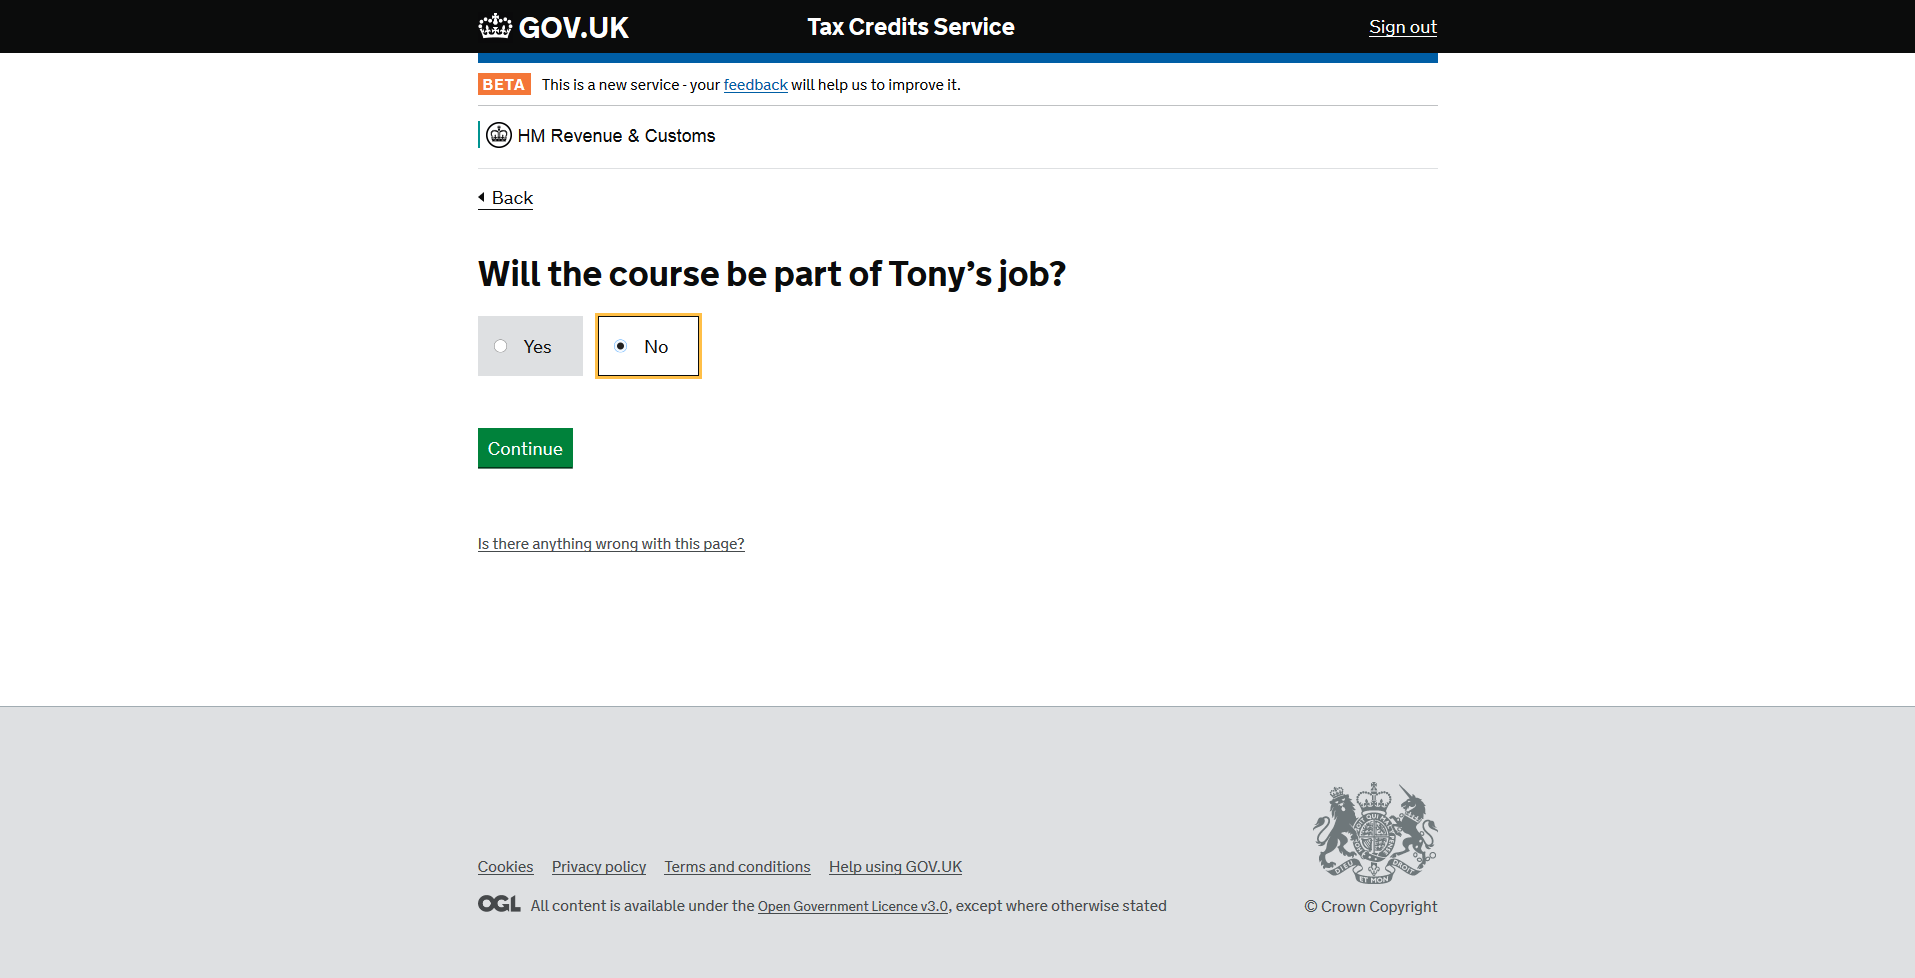 GOV.UK
Tax Credits Service
Sign out
BETA This is a new service - your feedback will help us to improve it.
HM Revenue & Customs
Back
Will the course be part of Tony’s job?
Yes
No
Continue
Is there anything wrong with this page?
Cookies Privacy policy Terms and conditions Help using GOV.UK
OGL All content is available under the Open Government Licence v3.0, except where otherwise stated
© Crown Copyright